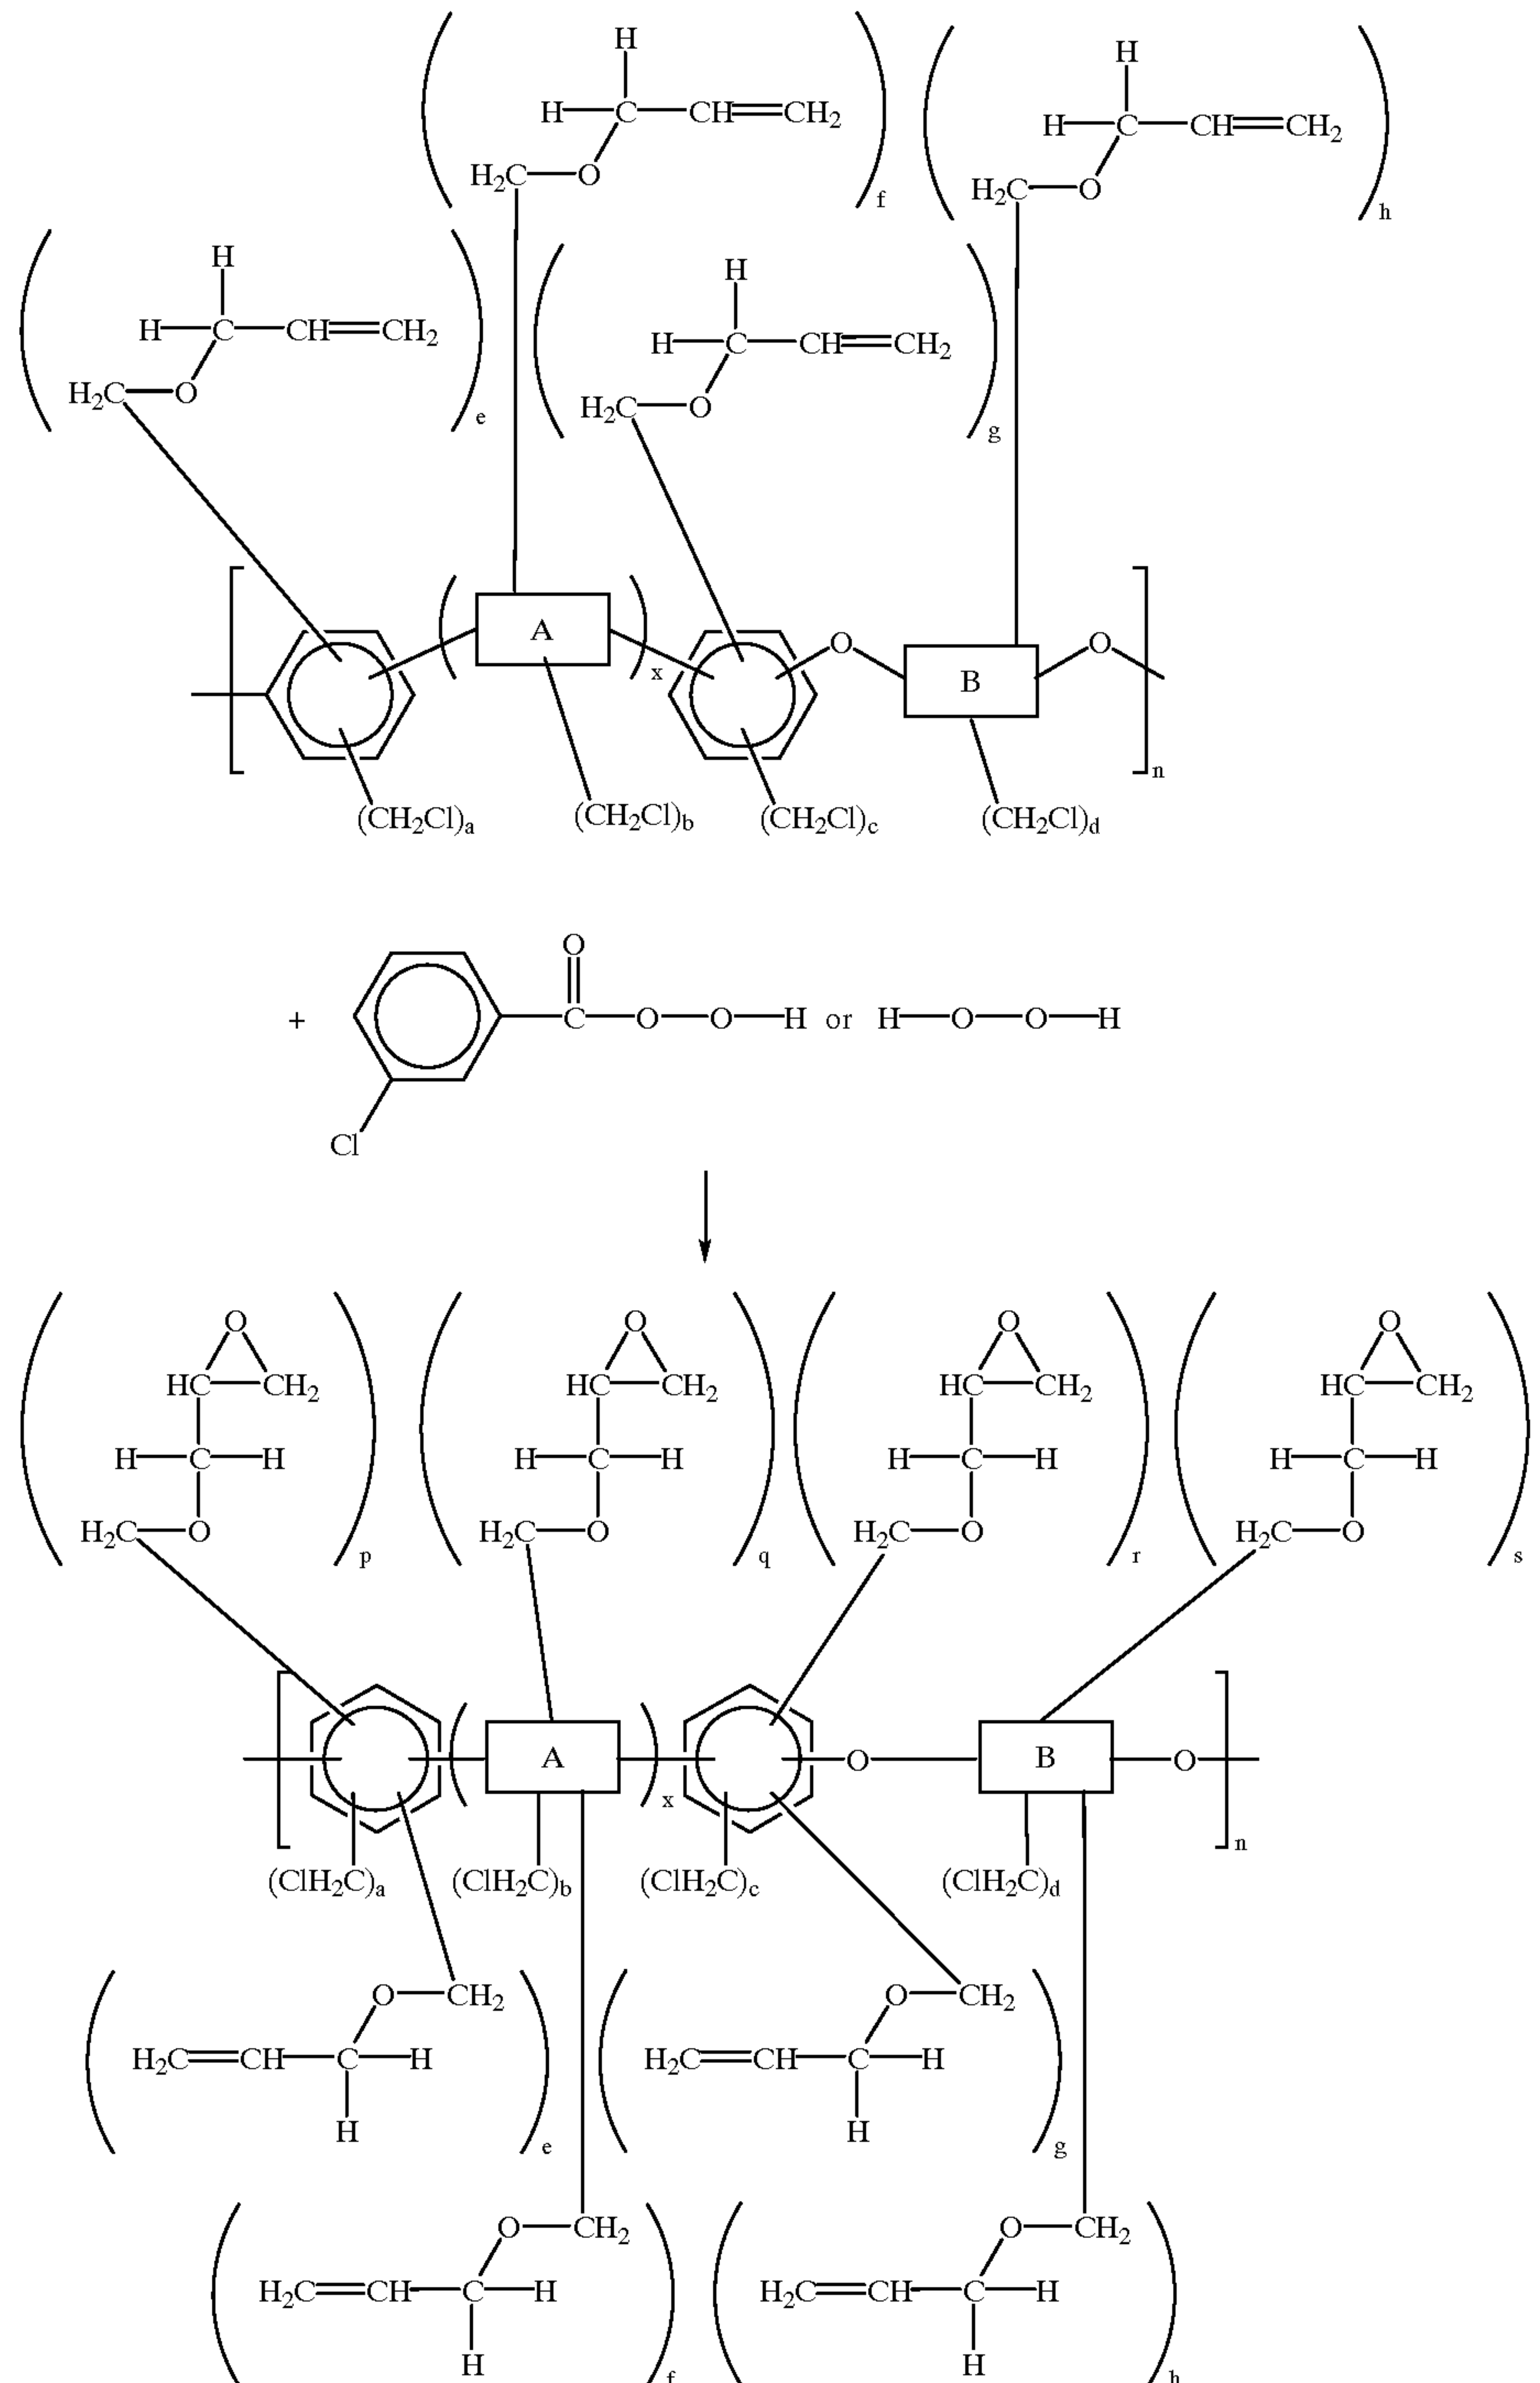 H H
H—C—CH=CH₂ H—C—CH=CH₂
H₂C—O H₂C—O
f h
H H
H—C—CH=CH₂ H—C—CH=CH₂
H₂C—O H₂C—O
e g
A O B O
x n
(CH₂Cl)a (CH₂Cl)b (CH₂Cl)c (CH₂Cl)d
O
+ C—O—O—H or H—O—O—H
Cl
O O O O
HC—CH₂ HC—CH₂ HC—CH₂ HC—CH₂
H—C—H H—C—H H—C—H H—C—H
H₂C—O H₂C—O H₂C—O H₂C—O
p q r s
A O B O
x n
(ClH₂C)a (ClH₂C)b (ClH₂C)c (ClH₂C)d
O—CH₂ O—CH₂
H₂C=CH—C—H H₂C=CH—C—H
H H
e g
O—CH₂ O—CH₂
H₂C=CH—C—H H₂C=CH—C—H
H H
f h